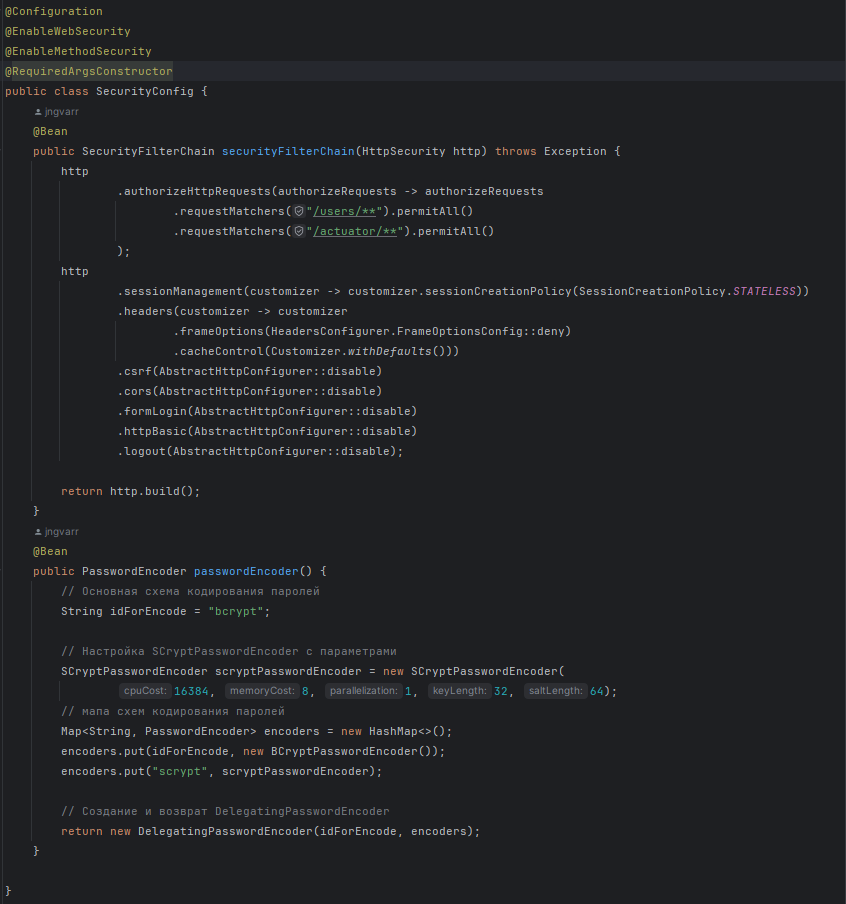 @Configuration
@EnableWebSecurity
@EnableMethodSecurity
@RequiredArgsConstructor
public class SecurityConfig {
jngvarr
@Bean
public SecurityFilterChain securityFilterChain(HttpSecurity http) throws Exception {
http
.authorizeHttpRequests(authorizeRequests -> authorizeRequests
.requestMatchers("/users/**").permitAll()
.requestMatchers("/actuator/**").permitAll()
);
http
.sessionManagement(customizer -> customizer.sessionCreationPolicy(SessionCreationPolicy.STATELESS))
.headers(customizer -> customizer
.frameOptions(HeadersConfigurer.FrameOptionsConfig::deny)
.cacheControl(Customizer.withDefaults()))
.csrf(AbstractHttpConfigurer::disable)
.cors(AbstractHttpConfigurer::disable)
.formLogin(AbstractHttpConfigurer::disable)
.httpBasic(AbstractHttpConfigurer::disable)
.logout(AbstractHttpConfigurer::disable);
return http.build();
}
jngvarr
@Bean
public PasswordEncoder passwordEncoder() {
// Основная схема кодирования паролей
String idForEncode = "bcrypt";
// Настройка SCryptPasswordEncoder с параметрами
SCryptPasswordEncoder scryptPasswordEncoder = new SCryptPasswordEncoder(
cpuCost: 16384, memoryCost: 8, parallelization: 1, keyLength: 32, saltLength: 64);
// мапа схем кодирования паролей
Map<String, PasswordEncoder> encoders = new HashMap<>();
encoders.put(idForEncode, new BCryptPasswordEncoder());
encoders.put("scrypt", scryptPasswordEncoder);
// Создание и возврат DelegatingPasswordEncoder
return new DelegatingPasswordEncoder(idForEncode, encoders);
}
}